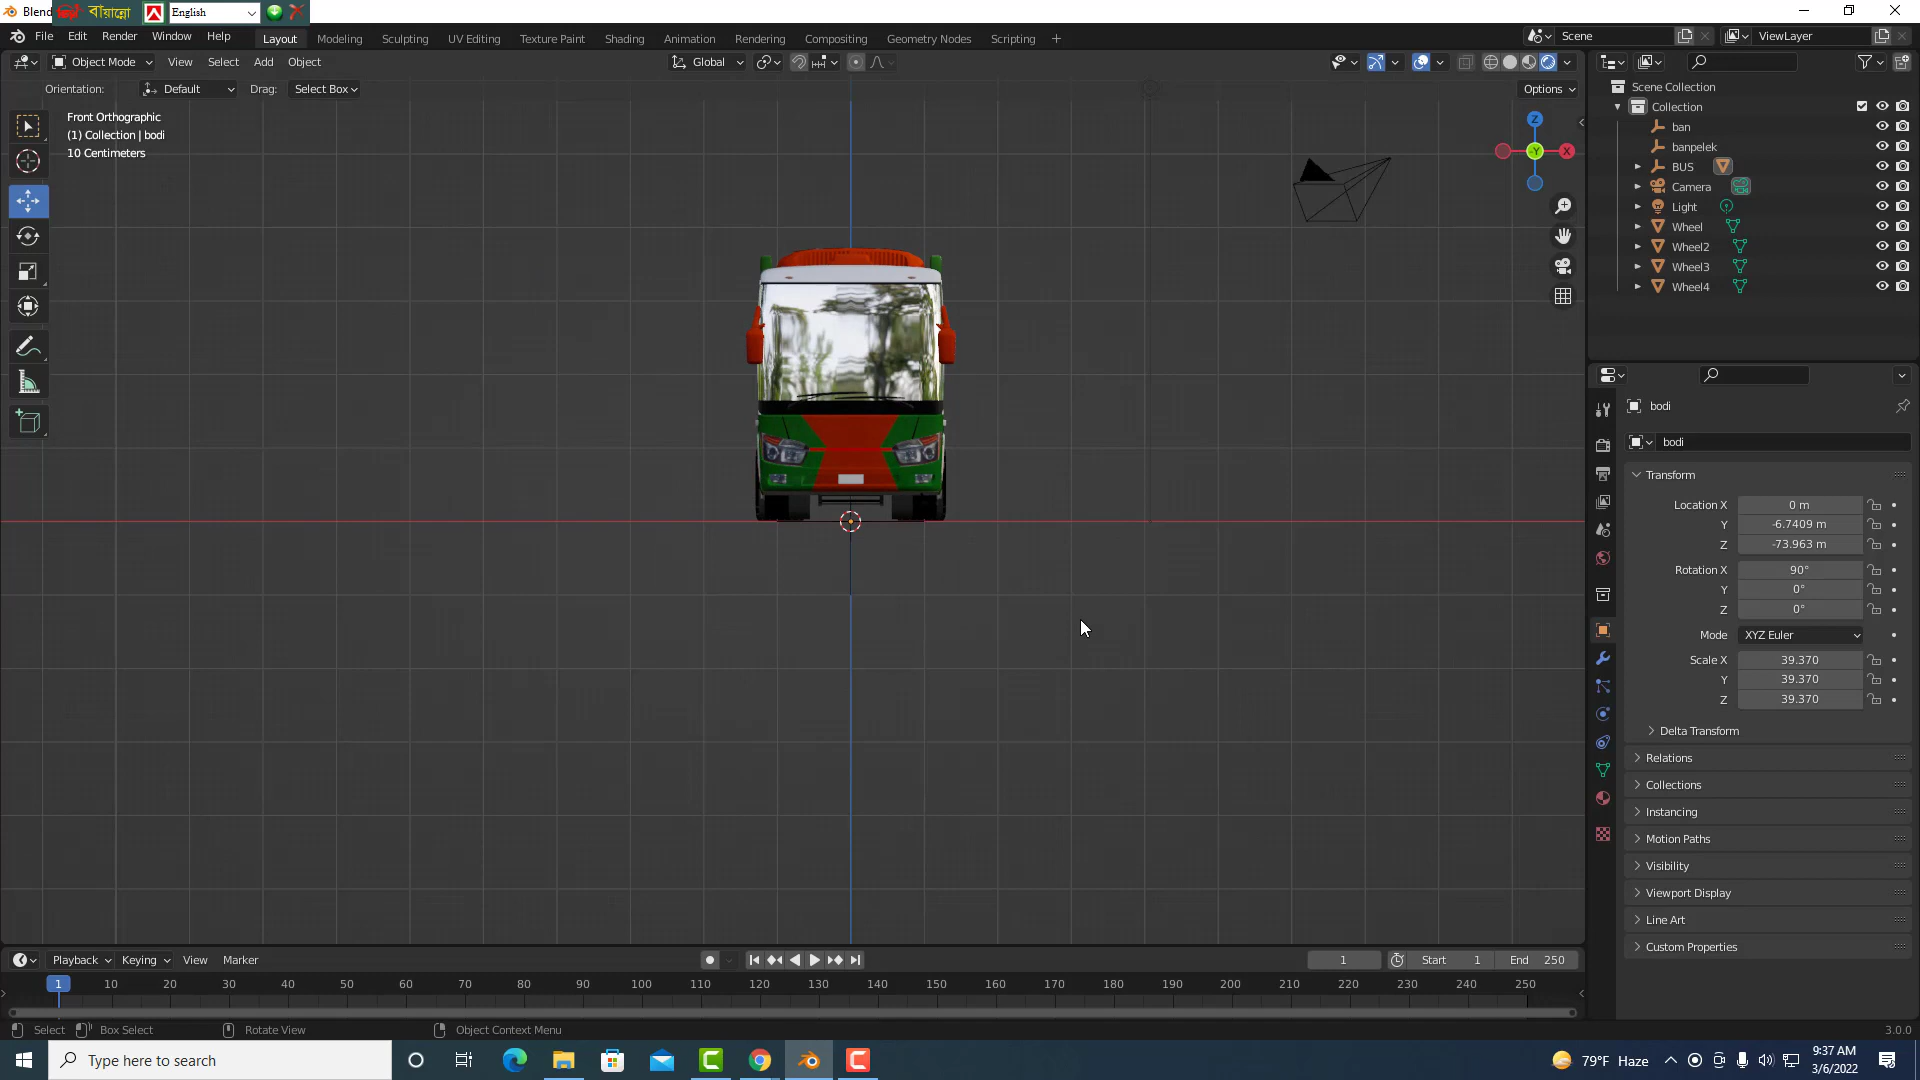 Blend
বায়ান্নো
English
File Edit Render Window Help
Layout Modeling Sculpting UV Editing Texture Paint Shading Animation Rendering Compositing Geometry Nodes Scripting +
Scene
ViewLayer
Object Mode View Select Add Object
Global
Orientation: Default Drag: Select Box
Options
Front Orthographic
(1) Collection | bodi
10 Centimeters
Z
-Y
X
Scene Collection
Collection
ban
banpelek
BUS
Camera
Light
Wheel
Wheel2
Wheel3
Wheel4
bodi
bodi
Transform
Location X 0 m
Y -6.7409 m
Z -73.963 m
Rotation X 90°
Y 0°
Z 0°
Mode XYZ Euler
Scale X 39.370
Y 39.370
Z 39.370
Delta Transform
Relations
Collections
Instancing
Motion Paths
Visibility
Viewport Display
Line Art
Custom Properties
Playback Keying View Marker
1 Start 1 End 250
1 10 20 30 40 50 60 70 80 90 100 110 120 130 140 150 160 170 180 190 200 210 220 230 240 250
Select Box Select Rotate View Object Context Menu
3.0.0
Type here to search
79°F Haze
9:37 AM
3/6/2022